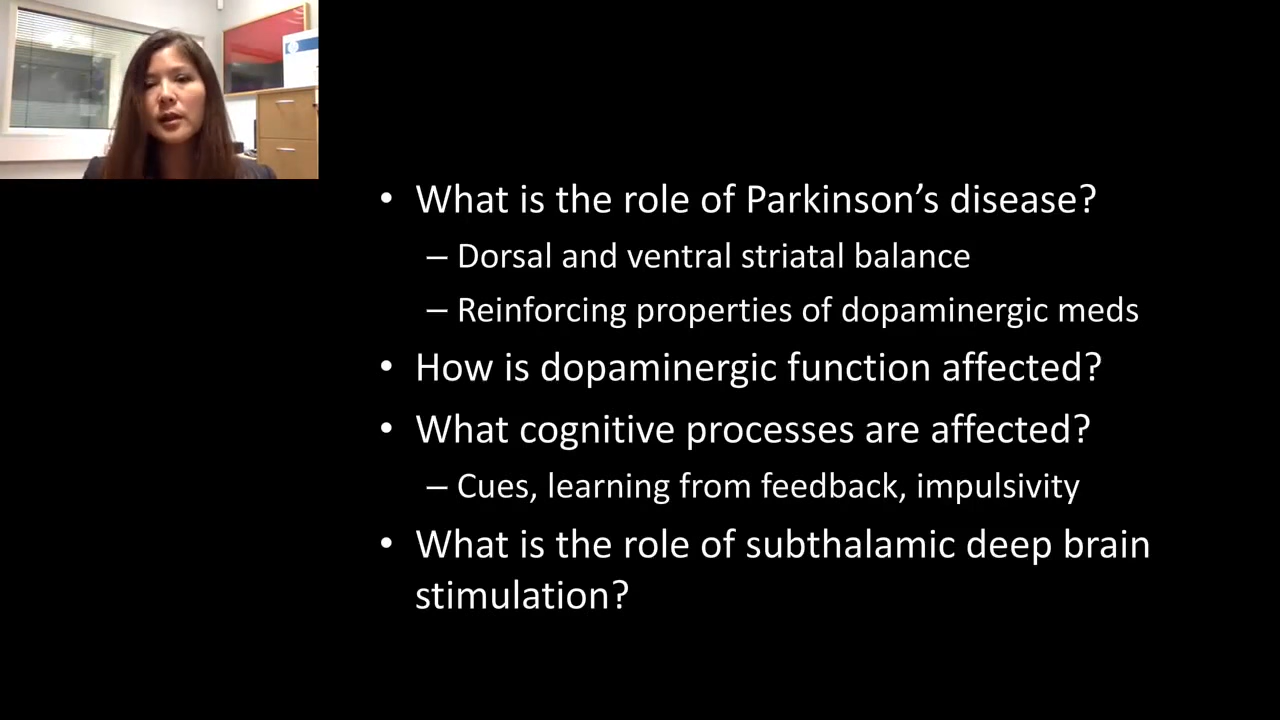 • What is the role of Parkinson’s disease?
– Dorsal and ventral striatal balance
– Reinforcing properties of dopaminergic meds
• How is dopaminergic function affected?
• What cognitive processes are affected?
– Cues, learning from feedback, impulsivity
• What is the role of subthalamic deep brain
stimulation?